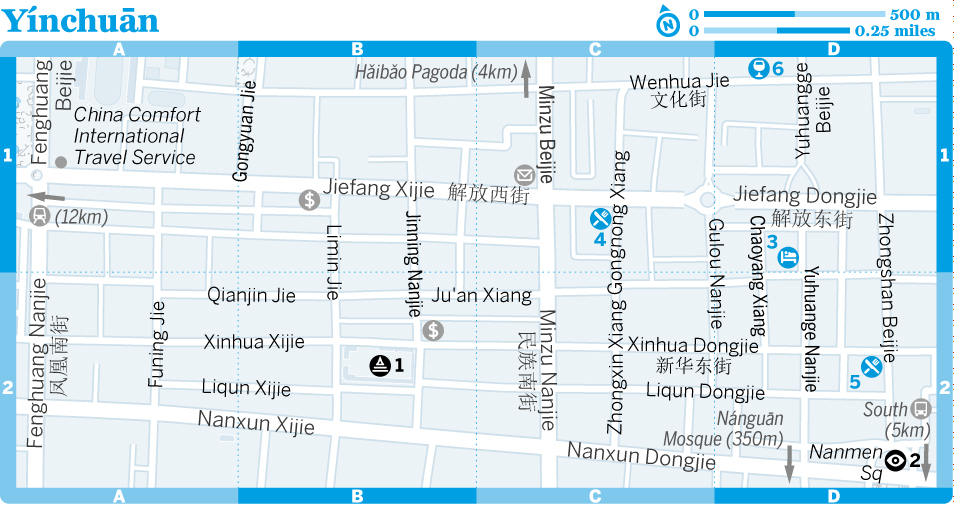 Yínchuān
0 500 m
0 0.25 miles
A B C D
1
2
1
2
A B C D
Fenghuang
Beijie
China Comfort
International
Travel Service
Gongyuan Jie
Hǎibǎo Pagoda (4km)
Minzu Beijie
Wenhua Jie
文化街
6
Yuhuangge
Beijie
(12km)
Jiefang Xijie 解放西街
Jiefang Dongjie
解放东街
4
3
Limin Jie
Jinning Nanjie
Gongnong Xiang
Gulou Nanjie
Chaoyang Xiang
Zhongshan Beijie
Yuhuange Nanjie
Fenghuang Nanjie
凤凰南街
Funing Jie
Qianjin Jie
Ju'an Xiang
Xinhua Xijie
Minzu Nanjie
民族南街
Zhongxin Xiang
Xinhua Dongjie
新华东街
1
5
Liqun Xijie
Liqun Dongjie
Nanxun Xijie
Nanxun Dongjie
Nánguān
Mosque (350m)
South
(5km)
Nanmen
Sq
2